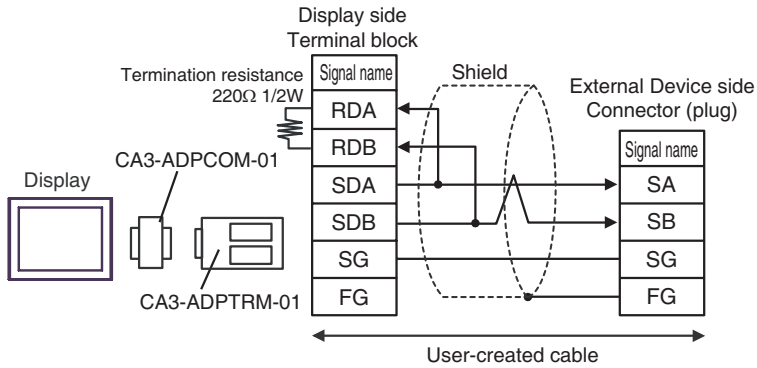 Display side
Terminal block
Termination resistance
220Ω 1/2W
Signal name
RDA
RDB
SDA
SDB
SG
FG
Shield
External Device side
Connector (plug)
Signal name
SA
SB
SG
FG
Display
CA3-ADPCOM-01
CA3-ADPTRM-01
User-created cable